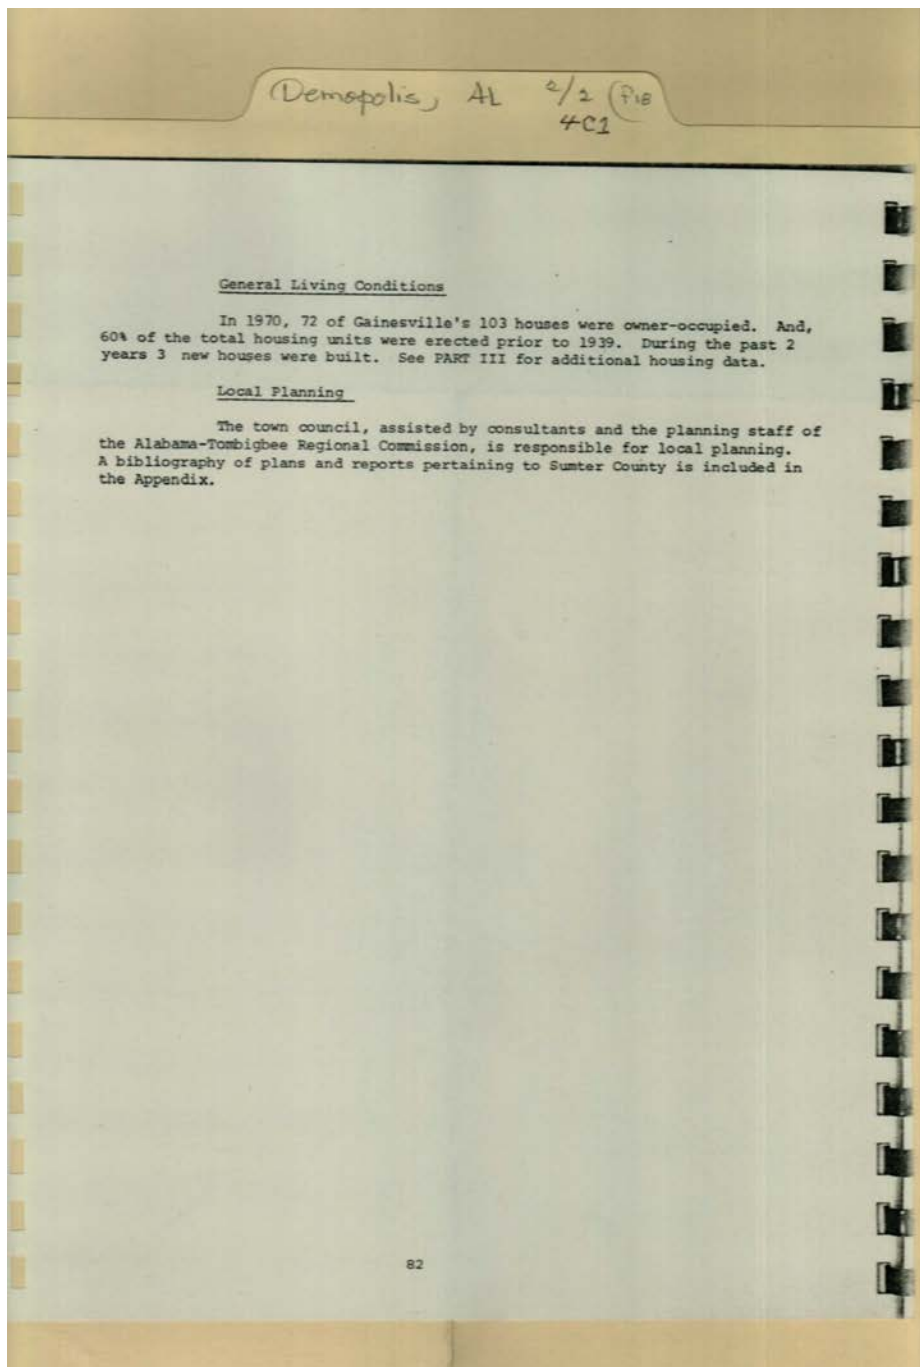 Demopolis, AL 2/2
4C1
General Living Conditions
In 1970, 72 of Gainesville's 103 houses were owner-occupied. And,
60% of the total housing units were erected prior to 1939. During the past 2
years 3 new houses were built. See PART III for additional housing data.
Local Planning
The town council, assisted by consultants and the planning staff of
the Alabama-Tombigbee Regional Commission, is responsible for local planning.
A bibliography of plans and reports pertaining to Sumter County is included in
the Appendix.
82